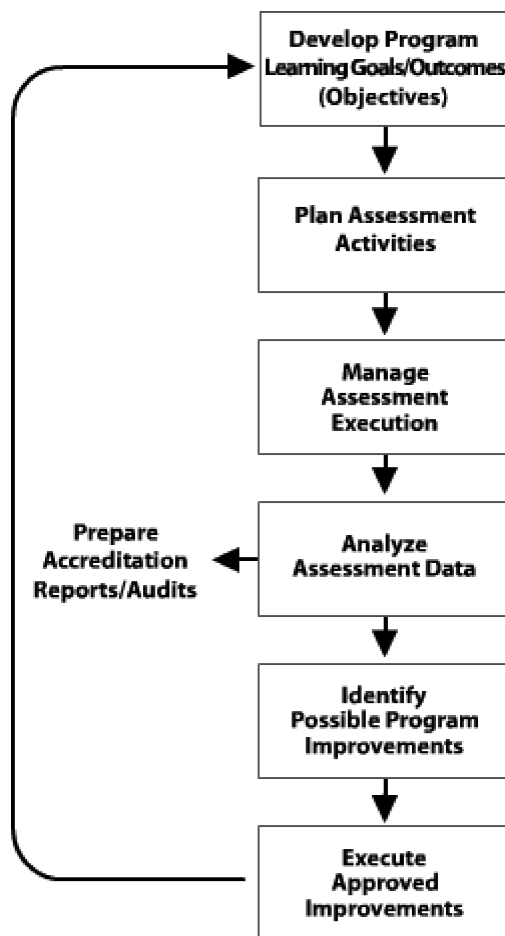 Develop Program
Learning Goals/Outcomes
(Objectives)
Plan Assessment
Activities
Manage
Assessment
Execution
Analyze
Assessment Data
Prepare
Accreditation
Reports/Audits
Identify
Possible Program
Improvements
Execute
Approved
Improvements